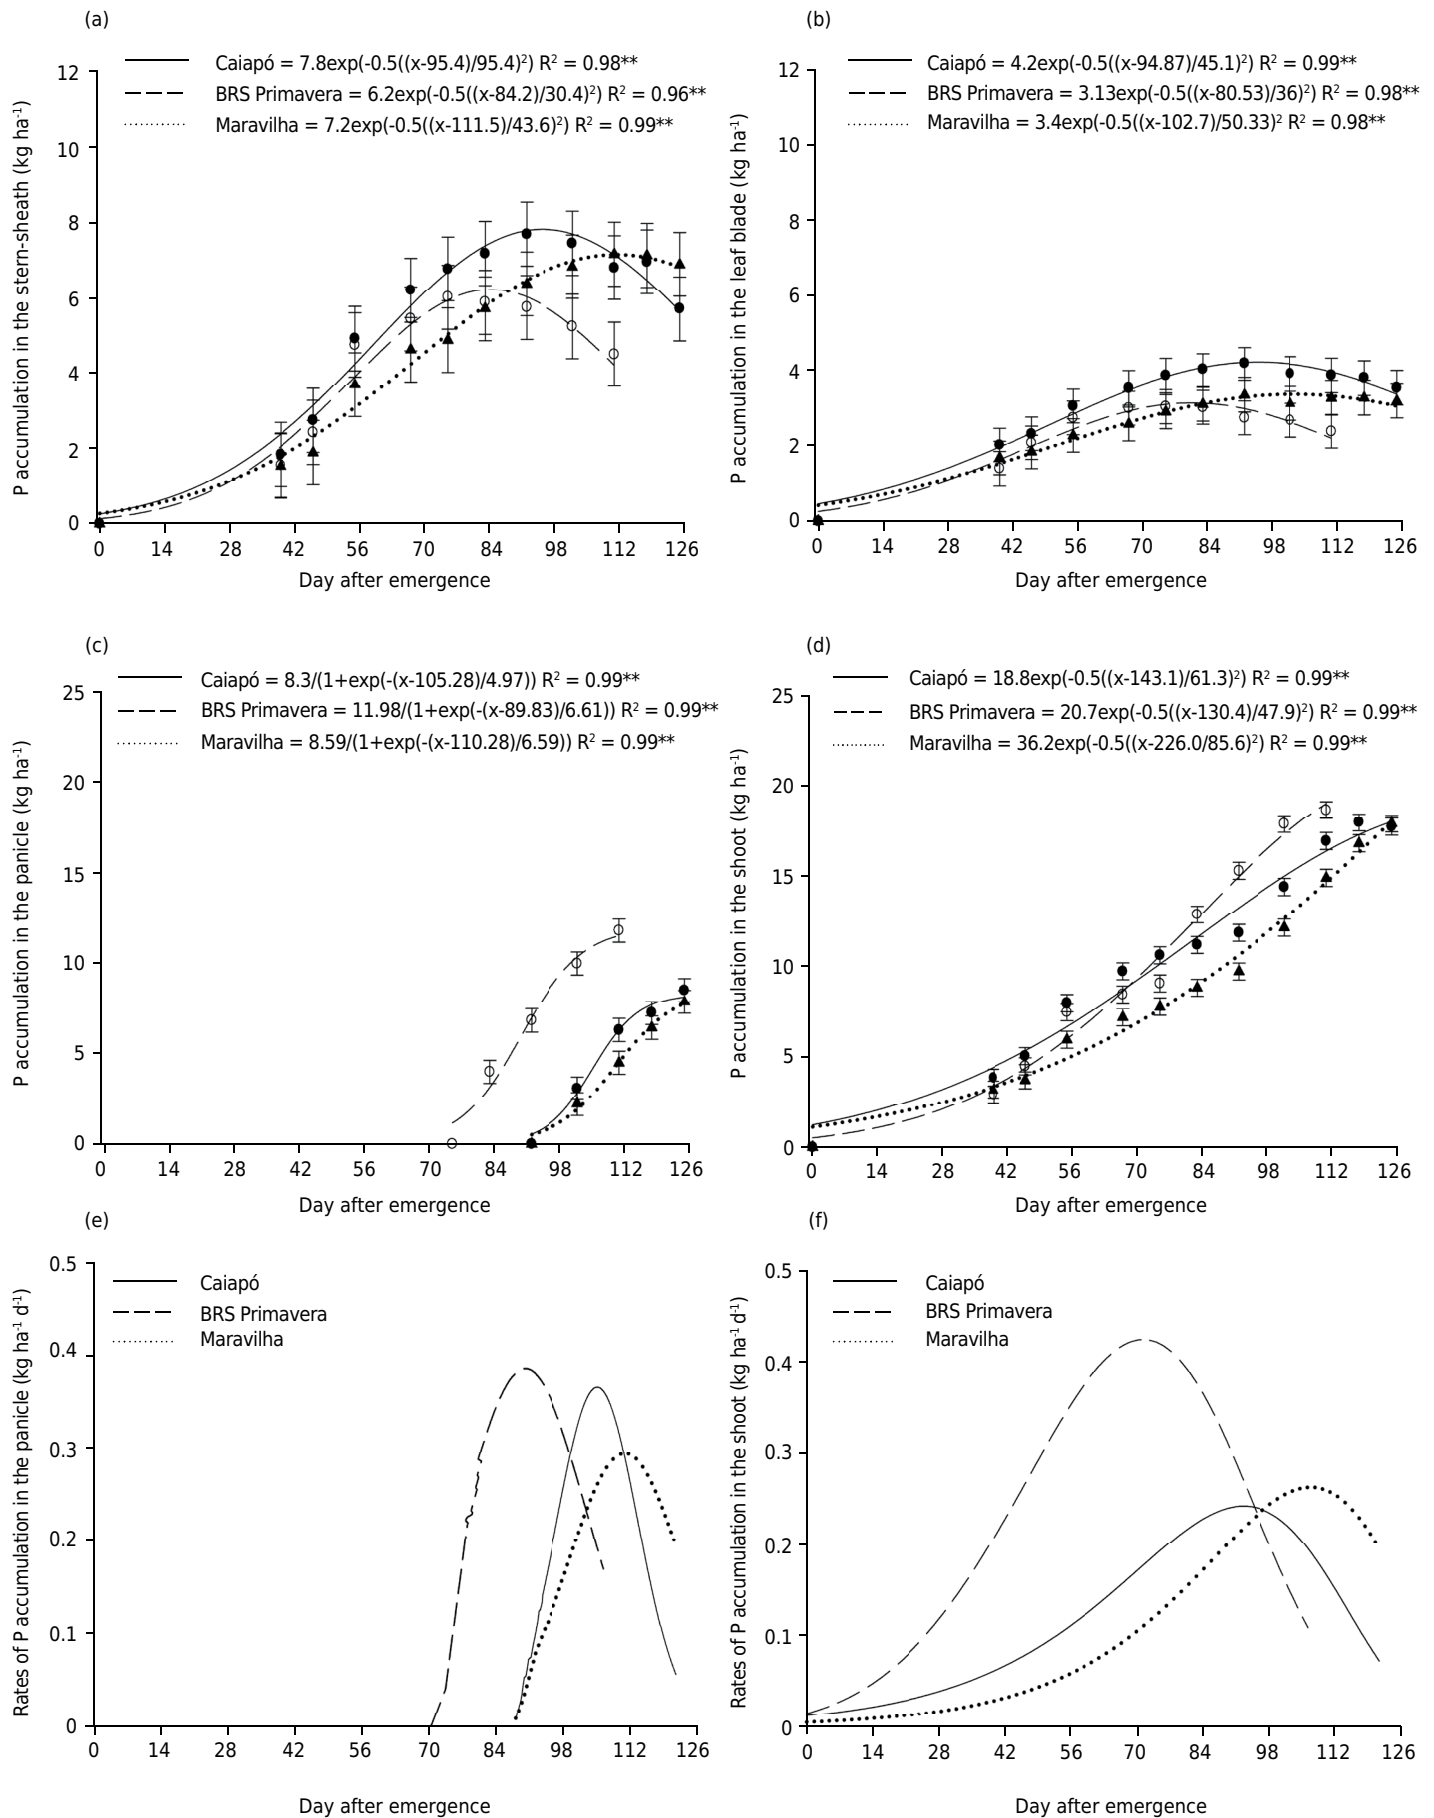 (a)
Caiapó = 7.8exp(-0.5((x-95.4)/95.4)²) R² = 0.98**
BRS Primavera = 6.2exp(-0.5((x-84.2)/30.4)²) R² = 0.96**
Maravilha = 7.2exp(-0.5((x-111.5)/43.6)²) R² = 0.99**
P accumulation in the stern-sheath (kg ha⁻¹)
12
10
8
6
4
2
0
0 14 28 42 56 70 84 98 112 126
Day after emergence
(b)
Caiapó = 4.2exp(-0.5((x-94.87)/45.1)²) R² = 0.99**
BRS Primavera = 3.13exp(-0.5((x-80.53)/36)²) R² = 0.98**
Maravilha = 3.4exp(-0.5((x-102.7)/50.33)² R² = 0.98**
P accumulation in the leaf blade (kg ha⁻¹)
12
10
8
6
4
2
0
0 14 28 42 56 70 84 98 112 126
Day after emergence
(c)
Caiapó = 8.3/(1+exp(-(x-105.28)/4.97)) R² = 0.99**
BRS Primavera = 11.98/(1+exp(-(x-89.83)/6.61)) R² = 0.99**
Maravilha = 8.59/(1+exp(-(x-110.28)/6.59)) R² = 0.99**
P accumulation in the panicle (kg ha⁻¹)
25
20
15
10
5
0
0 14 28 42 56 70 84 98 112 126
Day after emergence
(d)
Caiapó = 18.8exp(-0.5((x-143.1)/61.3)²) R² = 0.99**
BRS Primavera = 20.7exp(-0.5((x-130.4)/47.9)²) R² = 0.99**
Maravilha = 36.2exp(-0.5((x-226.0/85.6)²) R² = 0.99**
P accumulation in the shoot (kg ha⁻¹)
25
20
15
10
5
0
0 14 28 42 56 70 84 98 112 126
Day after emergence
(e)
Caiapó
BRS Primavera
Maravilha
Rates of P accumulation in the panicle (kg ha⁻¹ d⁻¹)
0.5
0.4
0.3
0.2
0.1
0
0 14 28 42 56 70 84 98 112 126
Day after emergence
(f)
Caiapó
BRS Primavera
Maravilha
Rates of P accumulation in the shoot (kg ha⁻¹ d⁻¹)
0.5
0.4
0.3
0.2
0.1
0
0 14 28 42 56 70 84 98 112 126
Day after emergence